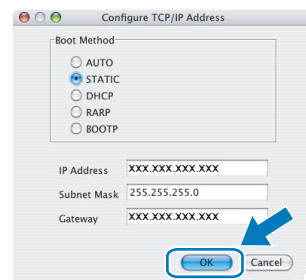 Configure TCP/IP Address
Boot Method
AUTO
STATIC
DHCP
RARP
BOOTP
IP Address XXX.XXX.XXX.XXX
Subnet Mask 255.255.255.0
Gateway XXX.XXX.XXX.XXX
OK Cancel